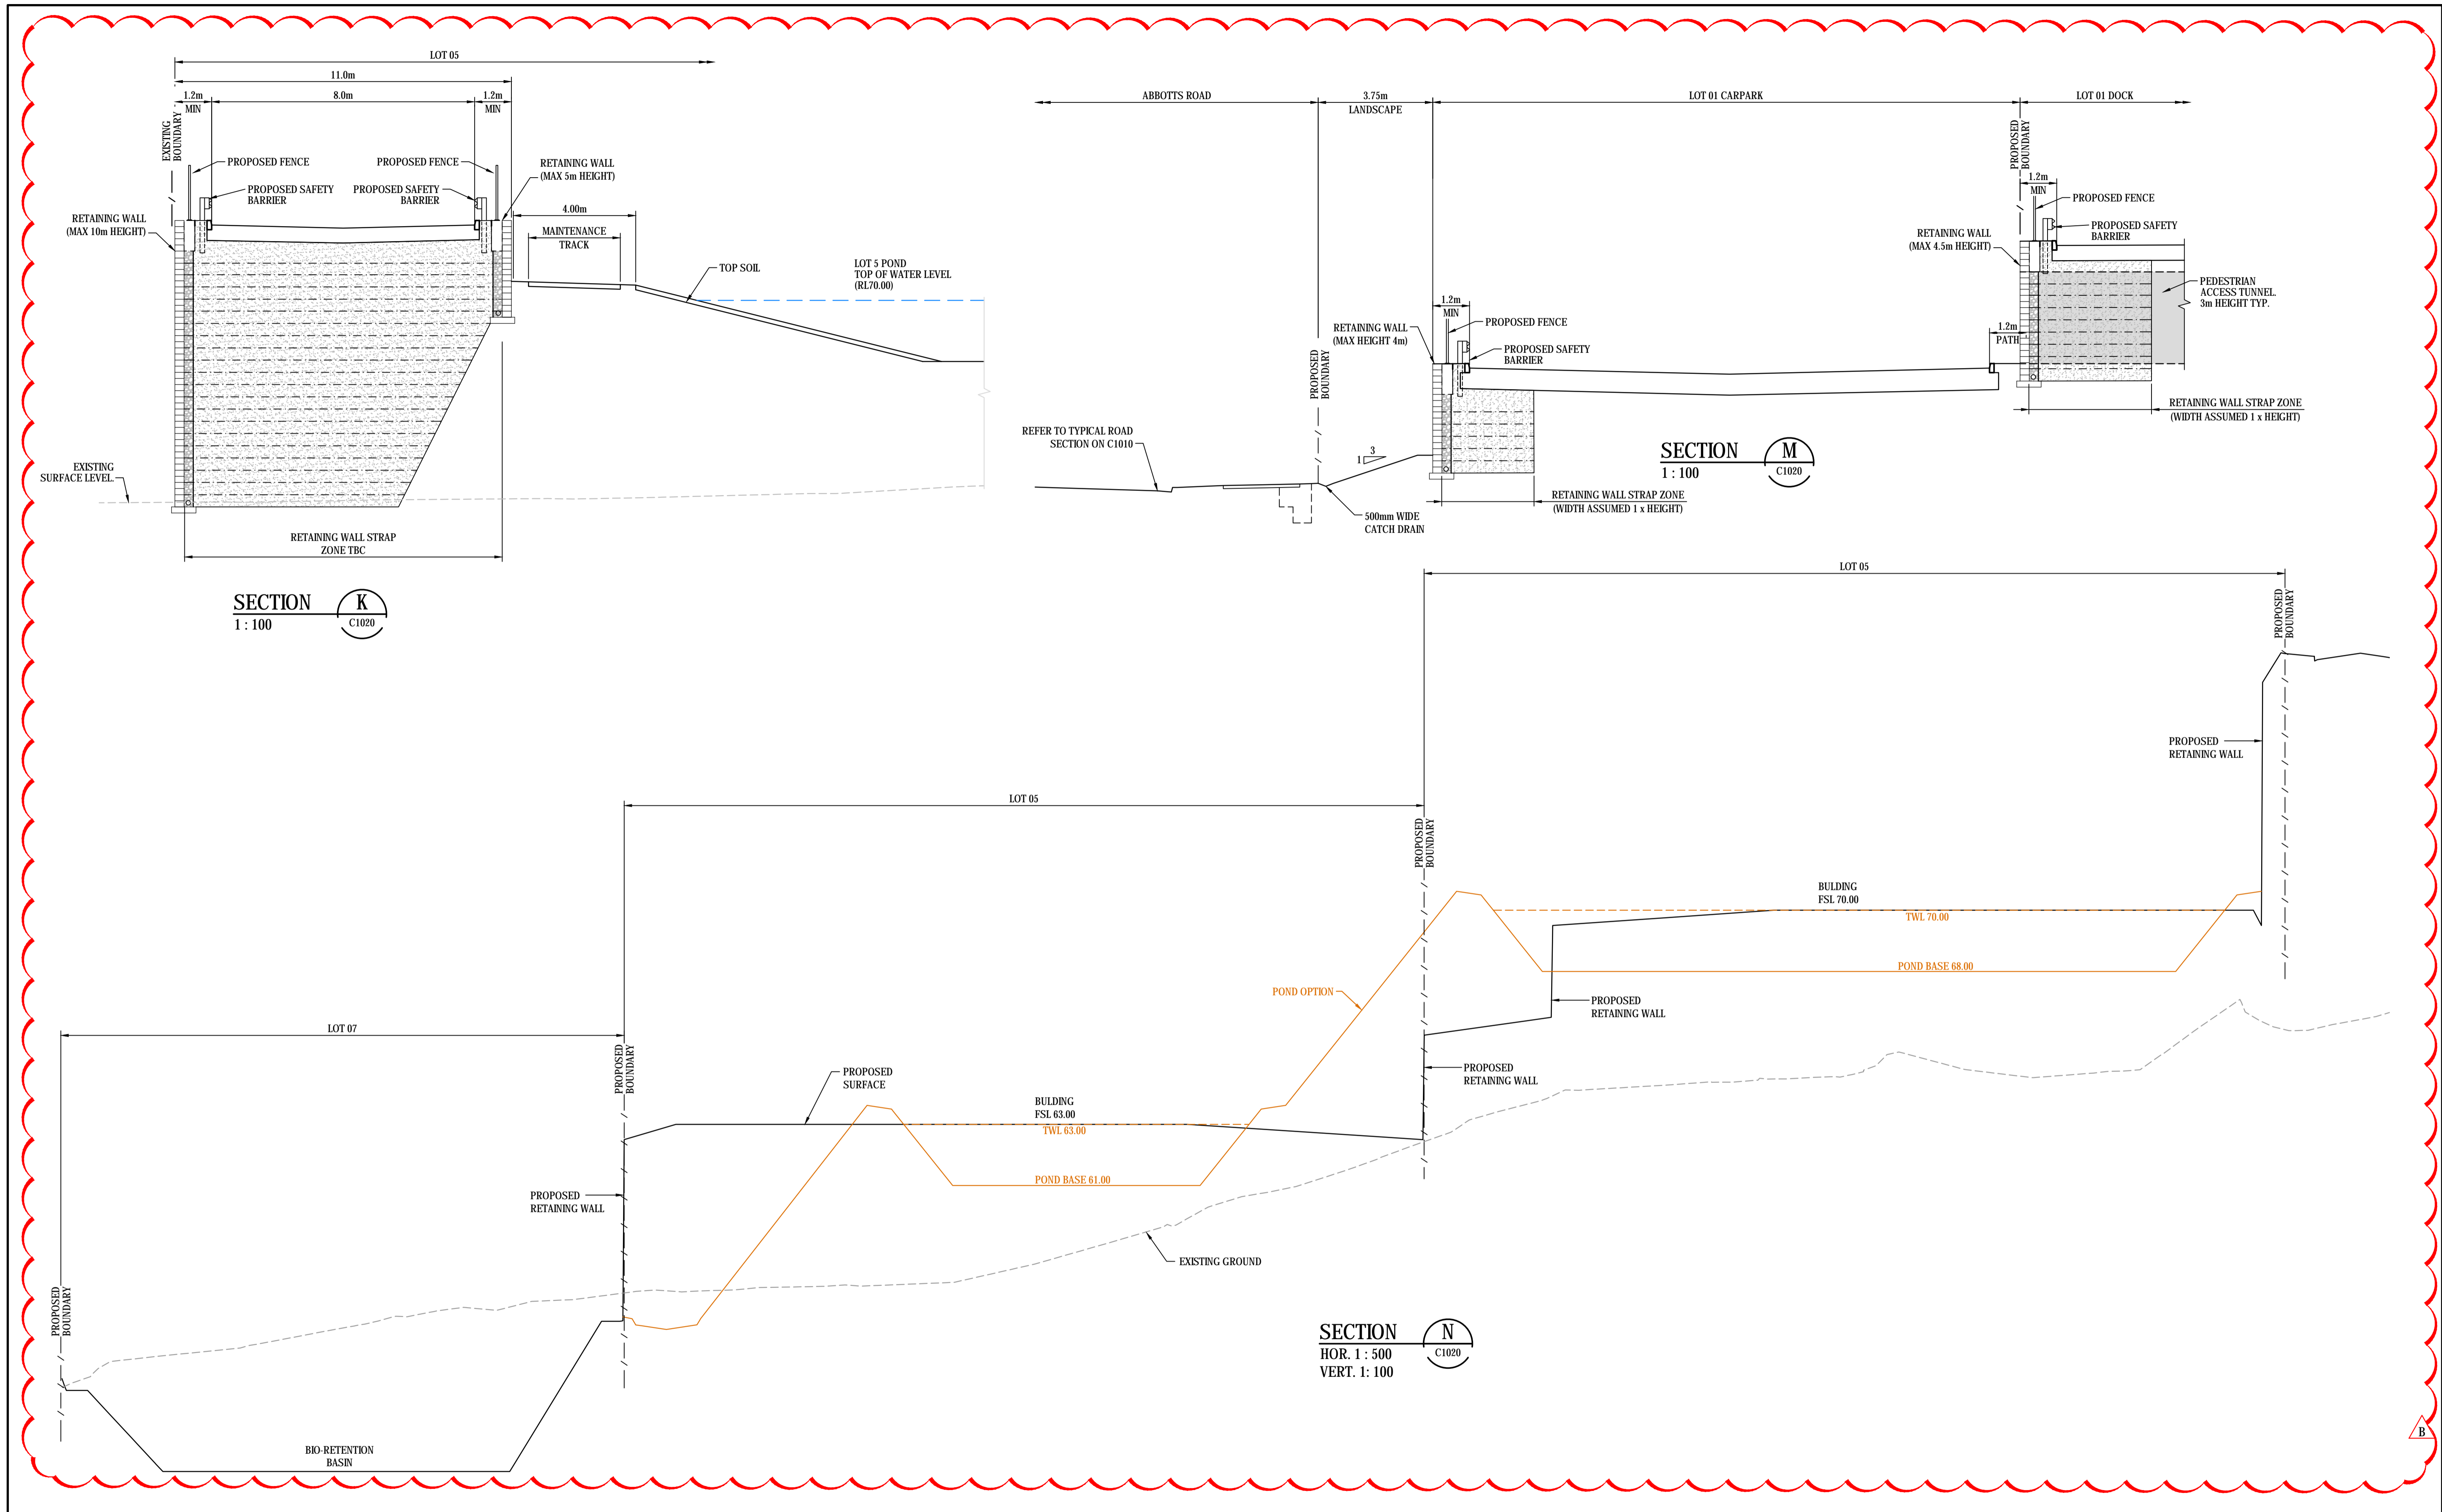 LOT 05
11.0m
1.2m
MIN
8.0m
1.2m
MIN
EXISTING
BOUNDARY
PROPOSED FENCE
PROPOSED FENCE
PROPOSED SAFETY
BARRIER
PROPOSED SAFETY
BARRIER
RETAINING WALL
(MAX 5m HEIGHT)
RETAINING WALL
(MAX 10m HEIGHT)
4.00m
MAINTENANCE
TRACK
TOP SOIL
LOT 5 POND
TOP OF WATER LEVEL
(RL70.00)
EXISTING
SURFACE LEVEL
RETAINING WALL STRAP
ZONE TBC
SECTION
1 : 100
K
C1020
ABBOTTS ROAD
3.75m
LANDSCAPE
LOT 01 CARPARK
LOT 01 DOCK
PROPOSED
BOUNDARY
1.2m
MIN
PROPOSED FENCE
PROPOSED SAFETY
BARRIER
RETAINING WALL
(MAX 4.5m HEIGHT)
PEDESTRIAN
ACCESS TUNNEL.
3m HEIGHT TYP.
1.2m
PATH
1.2m
MIN
PROPOSED FENCE
RETAINING WALL
(MAX HEIGHT 4m)
PROPOSED SAFETY
BARRIER
PROPOSED
BOUNDARY
REFER TO TYPICAL ROAD
SECTION ON C1010
3
1
500mm WIDE
CATCH DRAIN
RETAINING WALL STRAP ZONE
(WIDTH ASSUMED 1 x HEIGHT)
RETAINING WALL STRAP ZONE
(WIDTH ASSUMED 1 x HEIGHT)
SECTION
1 : 100
M
C1020
LOT 05
PROPOSED
BOUNDARY
PROPOSED
RETAINING WALL
LOT 05
PROPOSED
BOUNDARY
BULDING
FSL 70.00
TWL 70.00
POND BASE 68.00
POND OPTION
PROPOSED
RETAINING WALL
LOT 07
PROPOSED
BOUNDARY
PROPOSED
SURFACE
PROPOSED
RETAINING WALL
BULDING
FSL 63.00
TWL 63.00
POND BASE 61.00
PROPOSED
RETAINING WALL
EXISTING GROUND
PROPOSED
BOUNDARY
SECTION
HOR. 1 : 500
VERT. 1: 100
N
C1020
BIO-RETENTION
BASIN
B